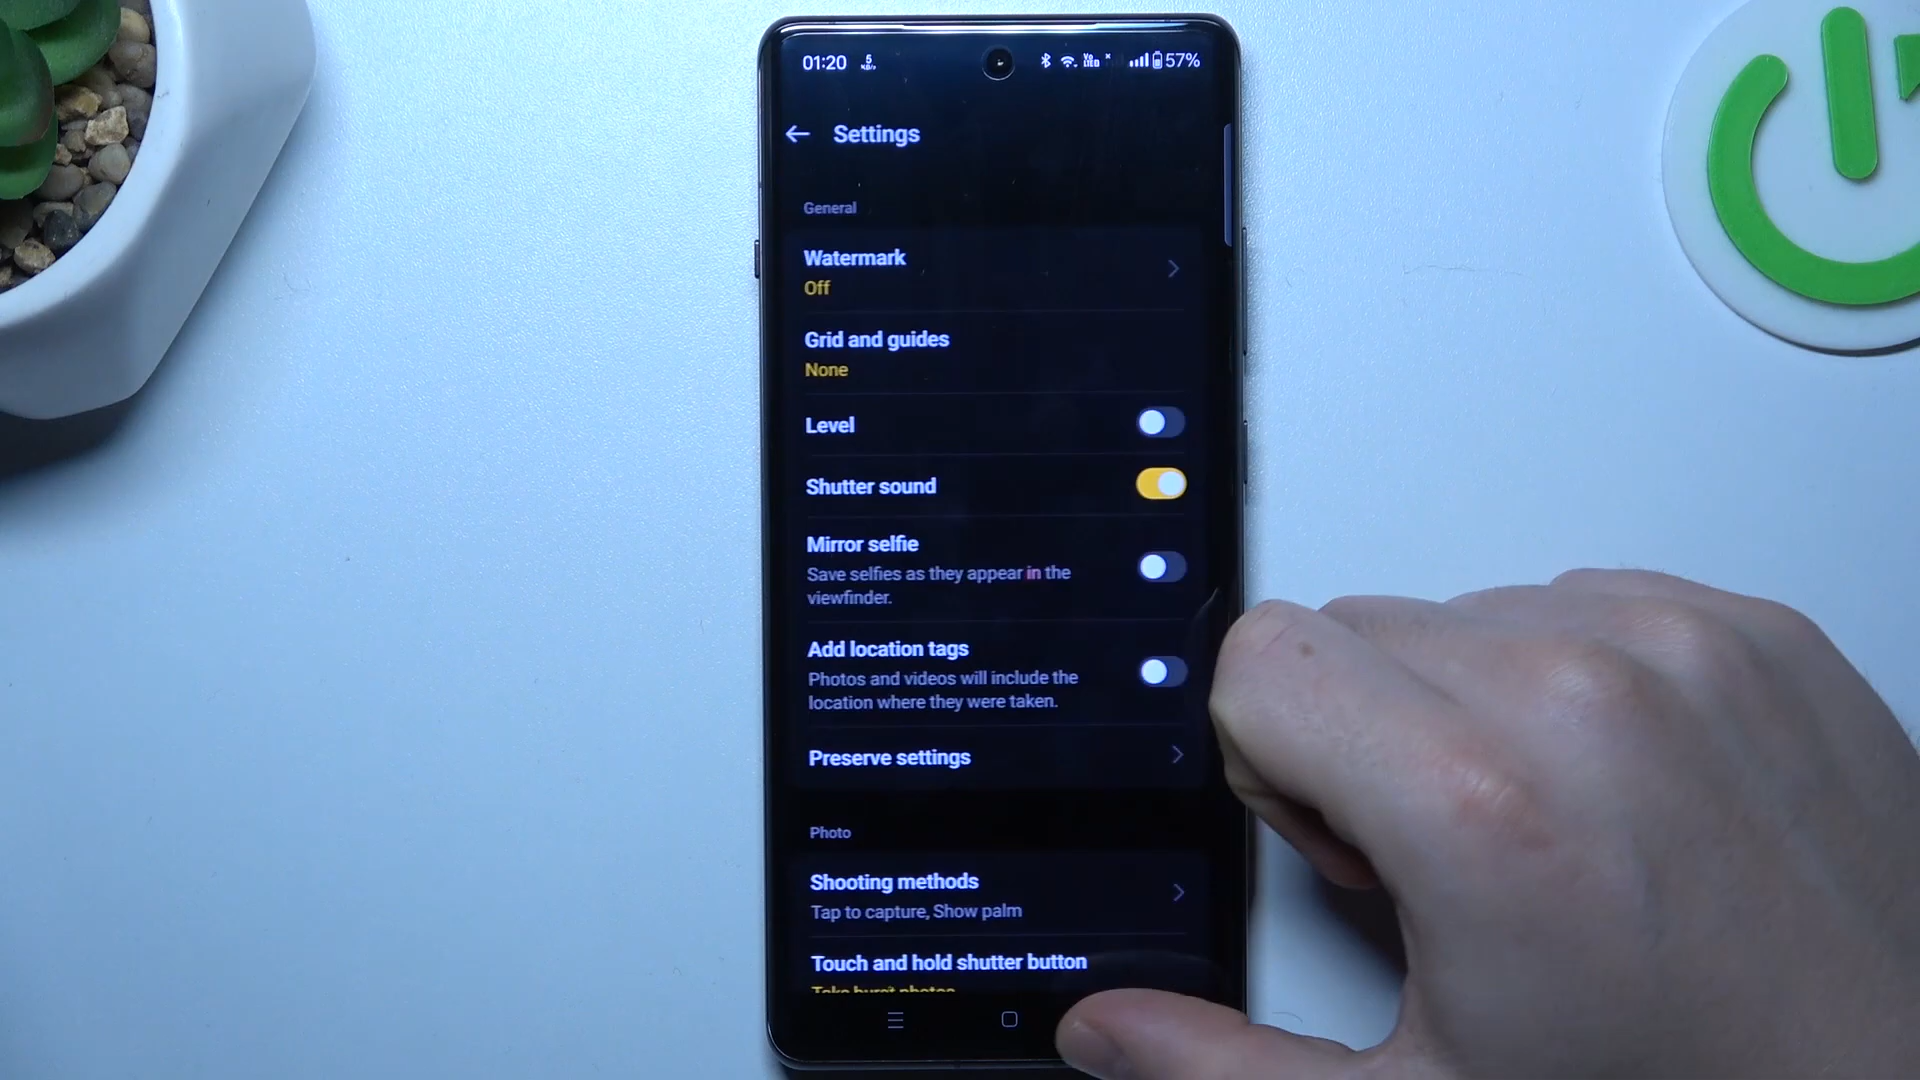 01:20 5 57%
Settings
General
Watermark
Off
Grid and guides
None
Level
Shutter sound
Mirror selfie
Save selfies as they appear in the
viewfinder.
Add location tags
Photos and videos will include the
location where they were taken.
Preserve settings
Photo
Shooting methods
Tap to capture, Show palm
Touch and hold shutter button
Take burst photos